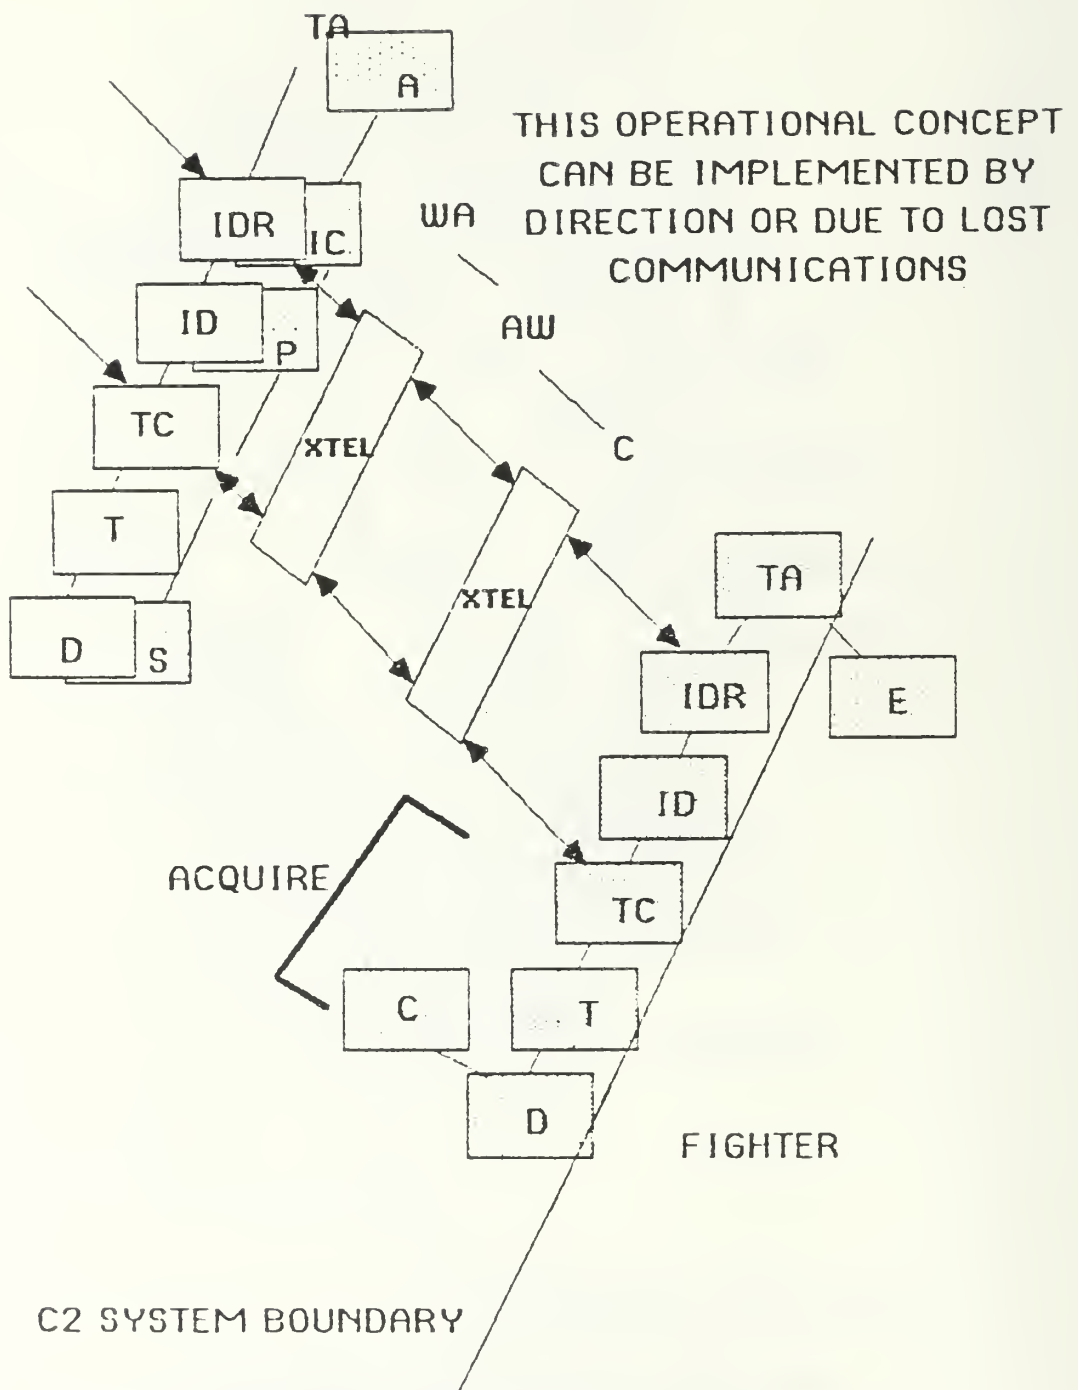 TA
A
THIS OPERATIONAL CONCEPT
CAN BE IMPLEMENTED BY
DIRECTION OR DUE TO LOST
COMMUNICATIONS
IDR
IC
WA
ID
P
AW
TC
XTEL
C
T
XTEL
TA
D
S
IDR
E
ID
ACQUIRE
TC
C
T
D
FIGHTER
C2 SYSTEM BOUNDARY